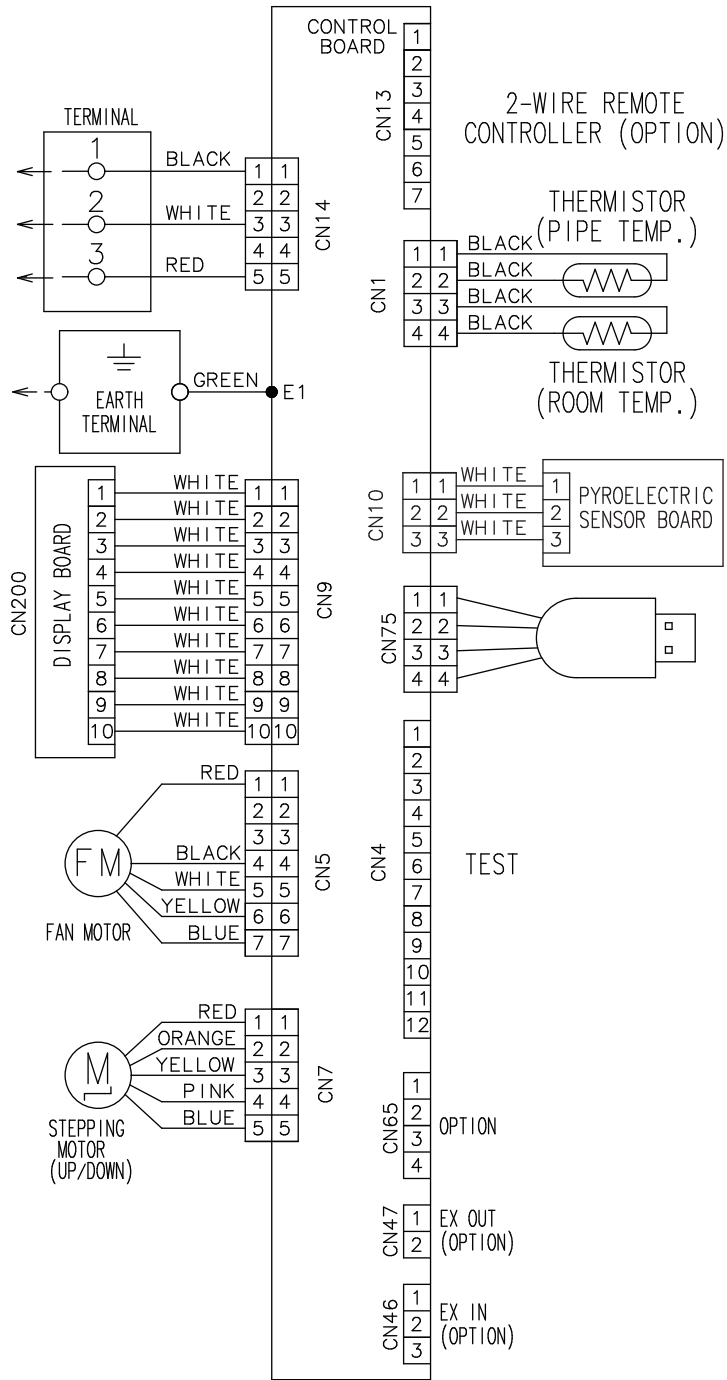 CONTROL
BOARD
CN13
1
2
3
4
5
6
7
2-WIRE REMOTE
CONTROLLER (OPTION)
TERMINAL
1
2
3
BLACK
WHITE
RED
1 1
2 2
3 3
4 4
5 5
CN14
THERMISTOR
(PIPE TEMP.)
CN1
1 1
2 2
3 3
4 4
BLACK
BLACK
BLACK
BLACK
THERMISTOR
(ROOM TEMP.)
EARTH
TERMINAL
GREEN
E1
CN200
DISPLAY BOARD
1
2
3
4
5
6
7
8
9
10
WHITE
WHITE
WHITE
WHITE
WHITE
WHITE
WHITE
WHITE
WHITE
WHITE
1 1
2 2
3 3
4 4
5 5
6 6
7 7
8 8
9 9
10 10
CN9
CN10
1 1
2 2
3 3
WHITE
WHITE
WHITE
1
2
3
PYROELECTRIC
SENSOR BOARD
CN75
1 1
2 2
3 3
4 4
FM
FAN MOTOR
RED
BLACK
WHITE
YELLOW
BLUE
1 1
2 2
3 3
4 4
5 5
6 6
7 7
CN5
CN4
1
2
3
4
5
6
7
8
9
10
11
12
TEST
M
STEPPING
MOTOR
(UP/DOWN)
RED
ORANGE
YELLOW
PINK
BLUE
1 1
2 2
3 3
4 4
5 5
CN7
CN65
1
2
3
4
OPTION
CN47
1
2
EX OUT
(OPTION)
CN46
1
2
3
EX IN
(OPTION)